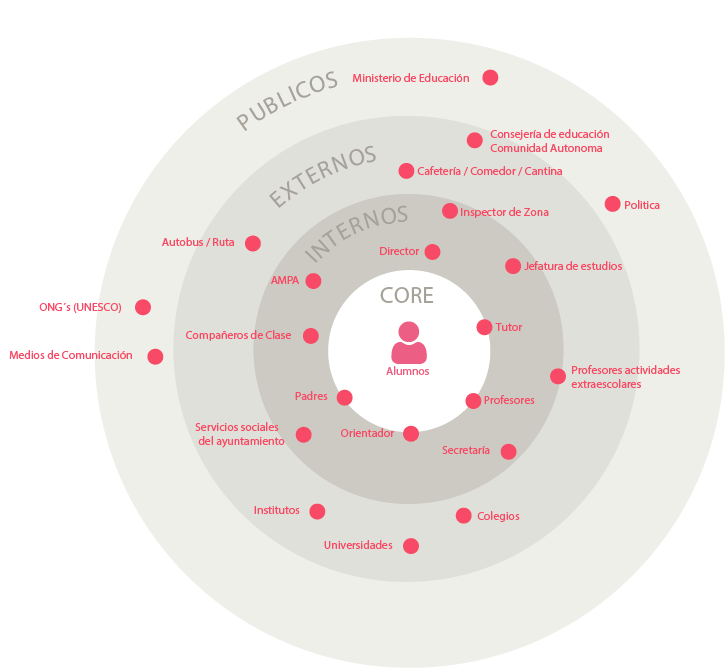 PUBLICOS
Ministerio de Educación
EXTERNOS
Consejería de educación
Comunidad Autonoma
Cafetería / Comedor / Cantina
INTERNOS
Inspector de Zona
Politica
Autobus / Ruta
Director
Jefatura de estudios
AMPA
CORE
ONG´s (UNESCO)
Tutor
Compañeros de Clase
Medios de Comunicación
Alumnos
Profesores actividades
extraescolares
Padres
Profesores
Servicios sociales
del ayuntamiento
Orientador
Secretaría
Institutos
Colegios
Universidades